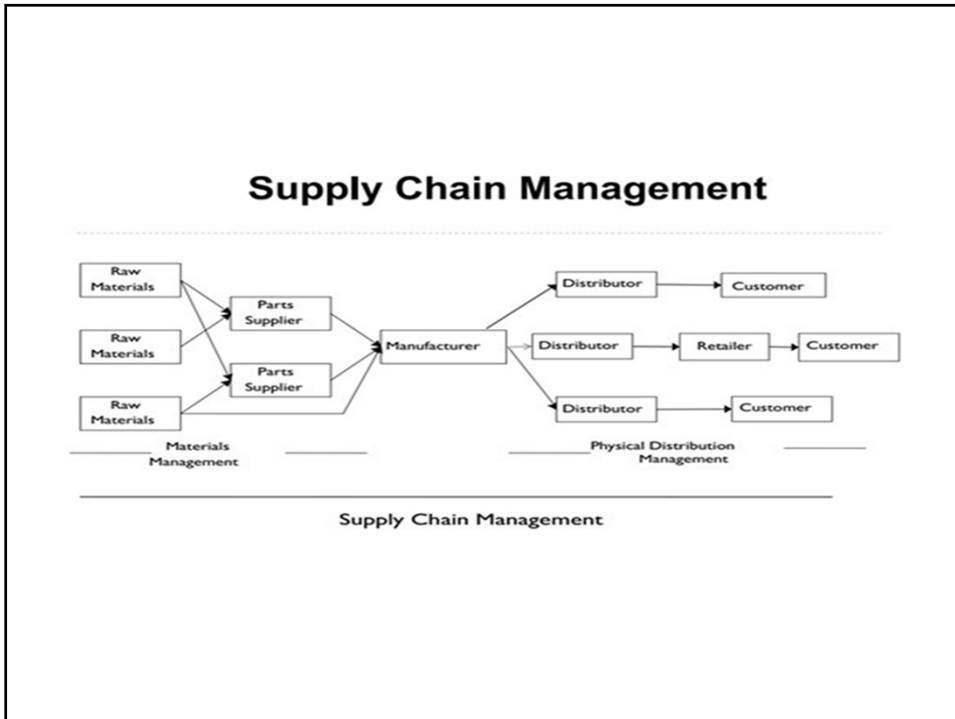 Supply Chain Management
Raw
Materials
Parts
Supplier
Raw
Materials
Parts
Supplier
Raw
Materials
Manufacturer
Distributor
Customer
Distributor
Retailer
Customer
Distributor
Customer
Materials
Management
Physical Distribution
Management
Supply Chain Management